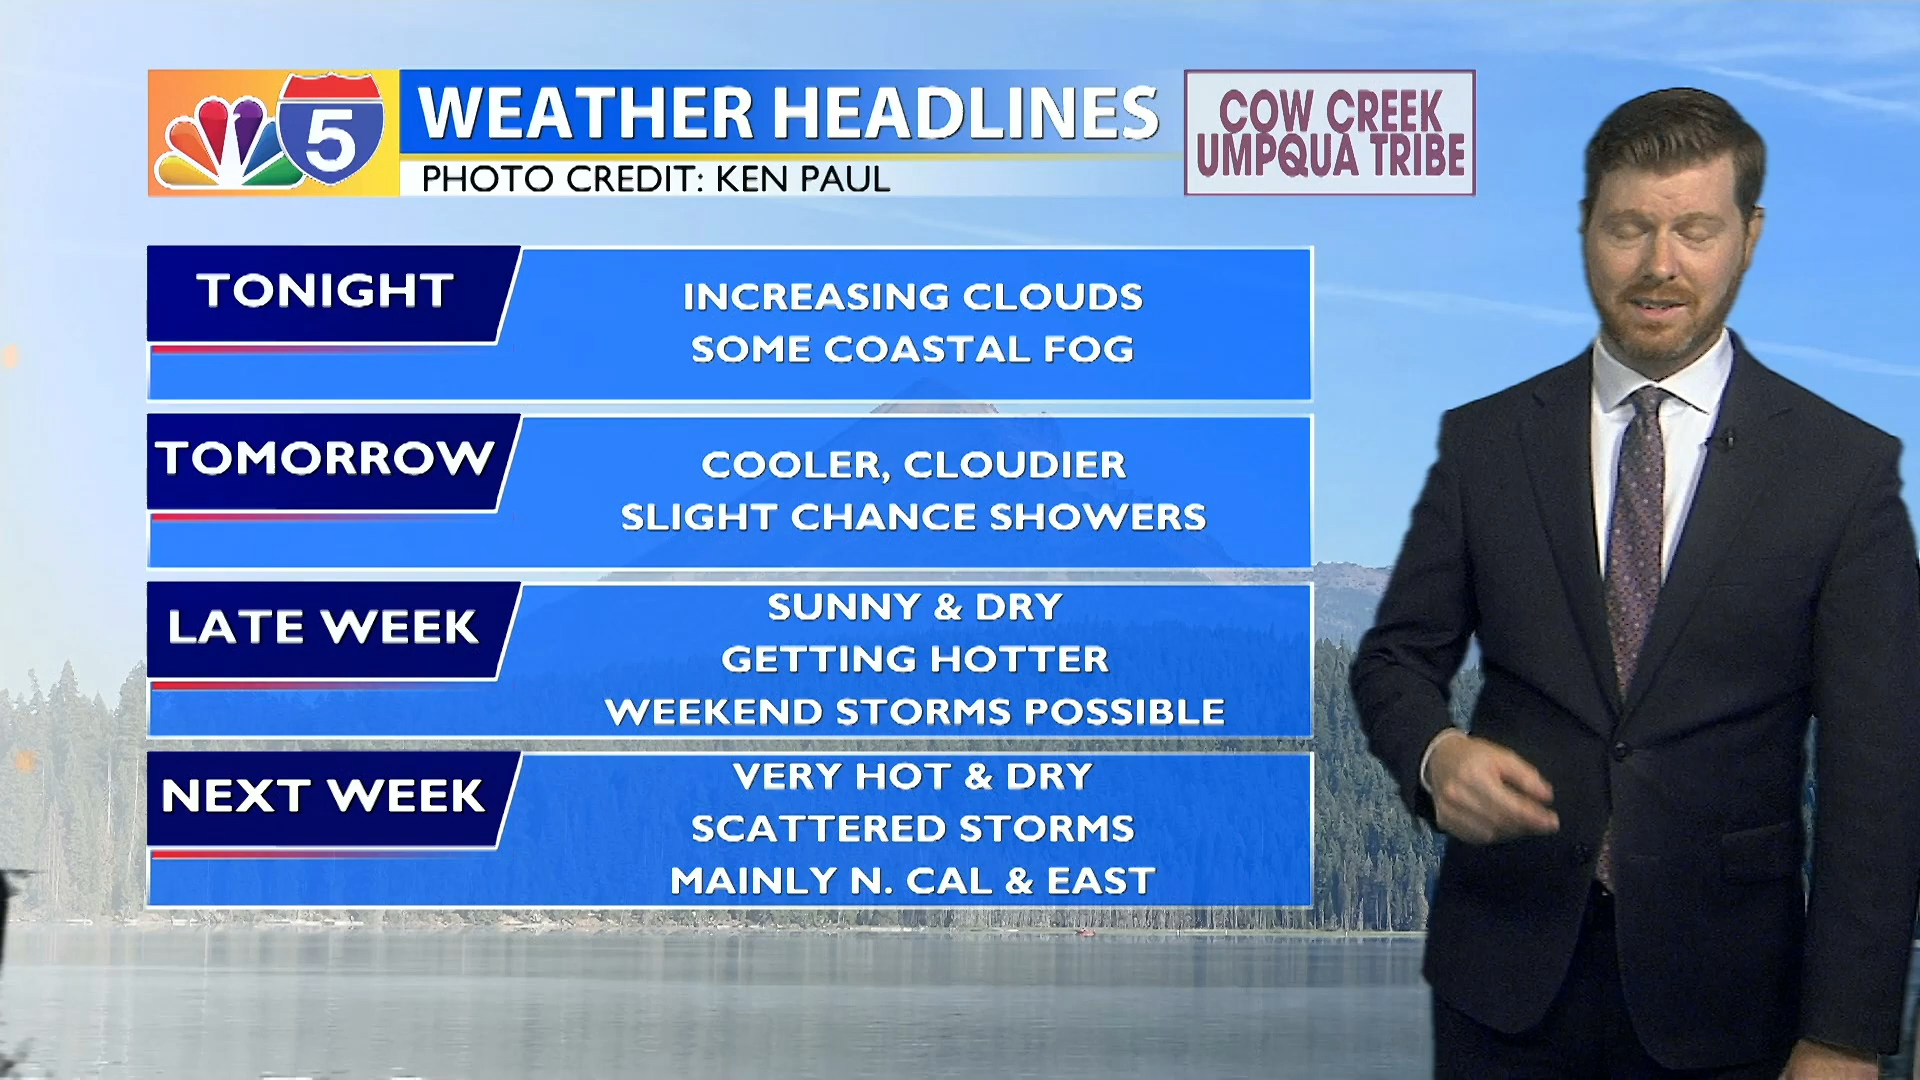 5
WEATHER HEADLINES
PHOTO CREDIT: KEN PAUL
COW CREEK
UMPQUA TRIBE
TONIGHT
INCREASING CLOUDS
SOME COASTAL FOG
TOMORROW
COOLER, CLOUDIER
SLIGHT CHANCE SHOWERS
LATE WEEK
SUNNY & DRY
GETTING HOTTER
WEEKEND STORMS POSSIBLE
NEXT WEEK
VERY HOT & DRY
SCATTERED STORMS
MAINLY N. CAL & EAST